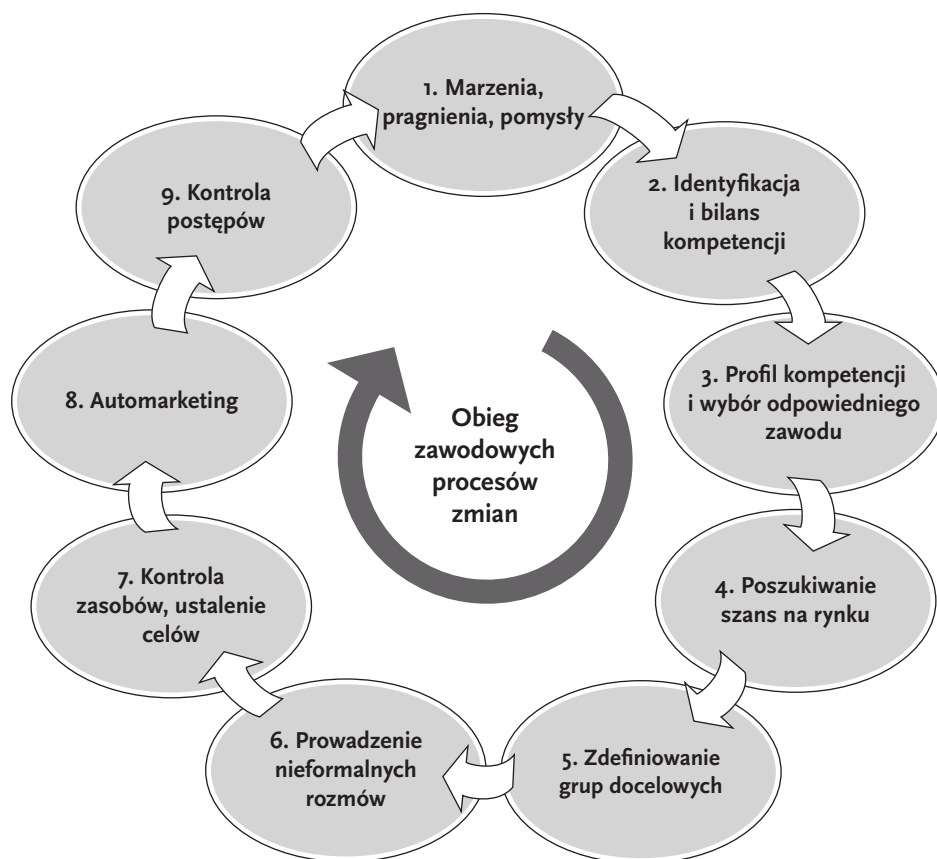 1. Marzenia,
pragnienia, pomysły
2. Identyfikacja
i bilans
kompetencji
3. Profil kompetencji
i wybór odpowiedniego
zawodu
4. Poszukiwanie
szans na rynku
5. Zdefiniowanie
grup docelowych
6. Prowadzenie
nieformalnych
rozmów
7. Kontrola
zasobów, ustalenie
celów
8. Automarketing
9. Kontrola
postępów
Obieg
zawodowych
procesów
zmian